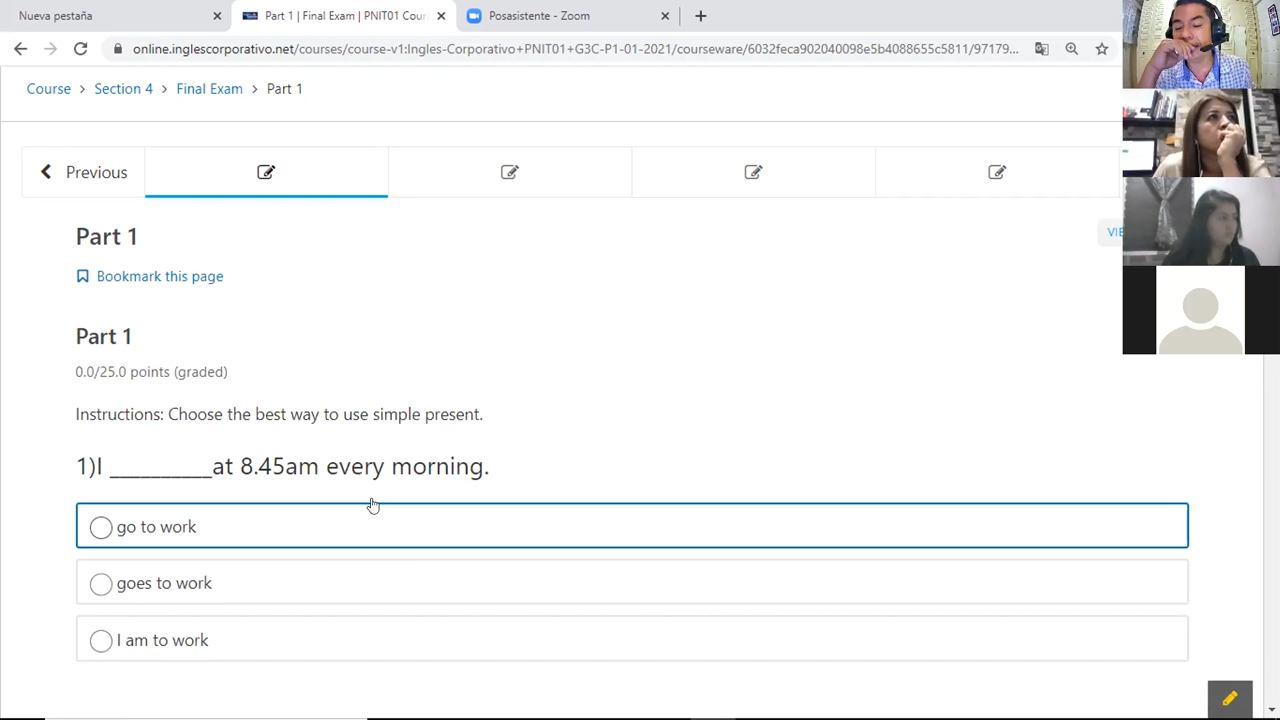 Nueva pestaña
Part 1 | Final Exam | PNIT01 Cour
Posasistente - Zoom
online.inglescorporativo.net/courses/course-v1:Ingles-Corporativo+PNIT01+G3C-P1-01-2021/courseware/6032feca902040098e5b4088655c5811/97179...
Course > Section 4 > Final Exam > Part 1
Previous
Part 1
VIE
Bookmark this page
Part 1
0.0/25.0 points (graded)
Instructions: Choose the best way to use simple present.
1)I __________at 8.45am every morning.
go to work
goes to work
I am to work